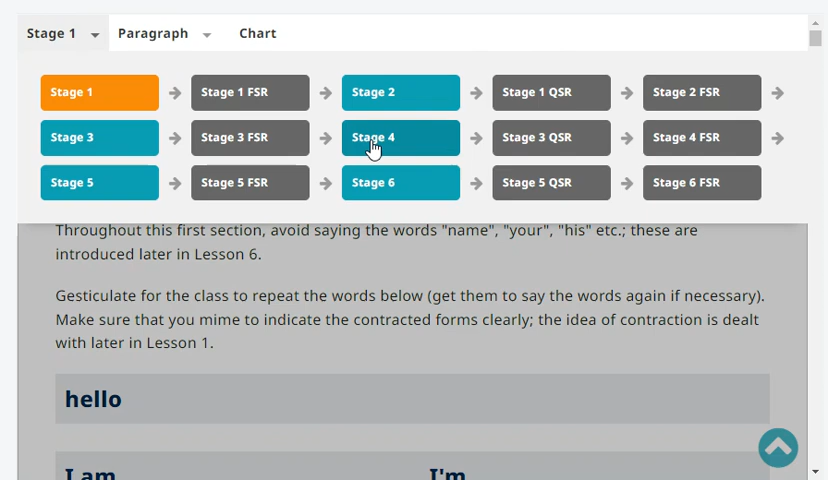 Stage 1 Paragraph Chart
Stage 1 Stage 1 FSR Stage 2 Stage 1 QSR Stage 2 FSR
Stage 3 Stage 3 FSR Stage 4 Stage 3 QSR Stage 4 FSR
Stage 5 Stage 5 FSR Stage 6 Stage 5 QSR Stage 6 FSR
Throughout this first section, avoid saying the words "name", "your", "his" etc.; these are
introduced later in Lesson 6.
Gesticulate for the class to repeat the words below (get them to say the words again if necessary).
Make sure that you mime to indicate the contracted forms clearly; the idea of contraction is dealt
with later in Lesson 1.
hello
I am I'm